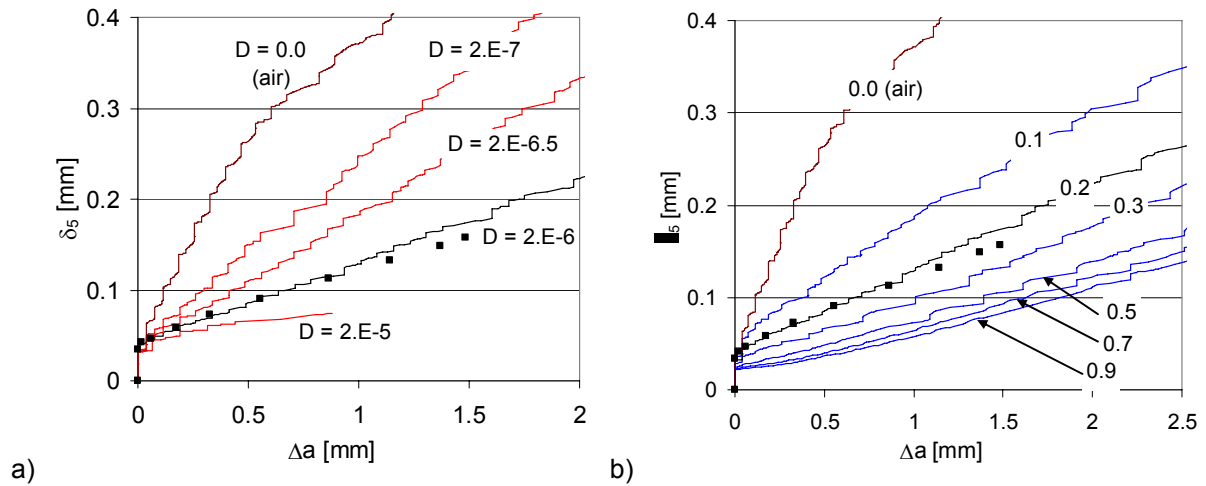 0.4
0.3
0.2
0.1
0
δ5 [mm]
D = 0.0
(air)
D = 2.E-7
D = 2.E-6.5
D = 2.E-6
D = 2.E-5
0 0.5 1 1.5 2
Δa [mm]
a)
0.4
0.3
0.2
0.1
0
5 [mm]
0.0 (air)
0.1
0.2
0.3
0.5
0.7
0.9
0 0.5 1 1.5 2 2.5
Δa [mm]
b)